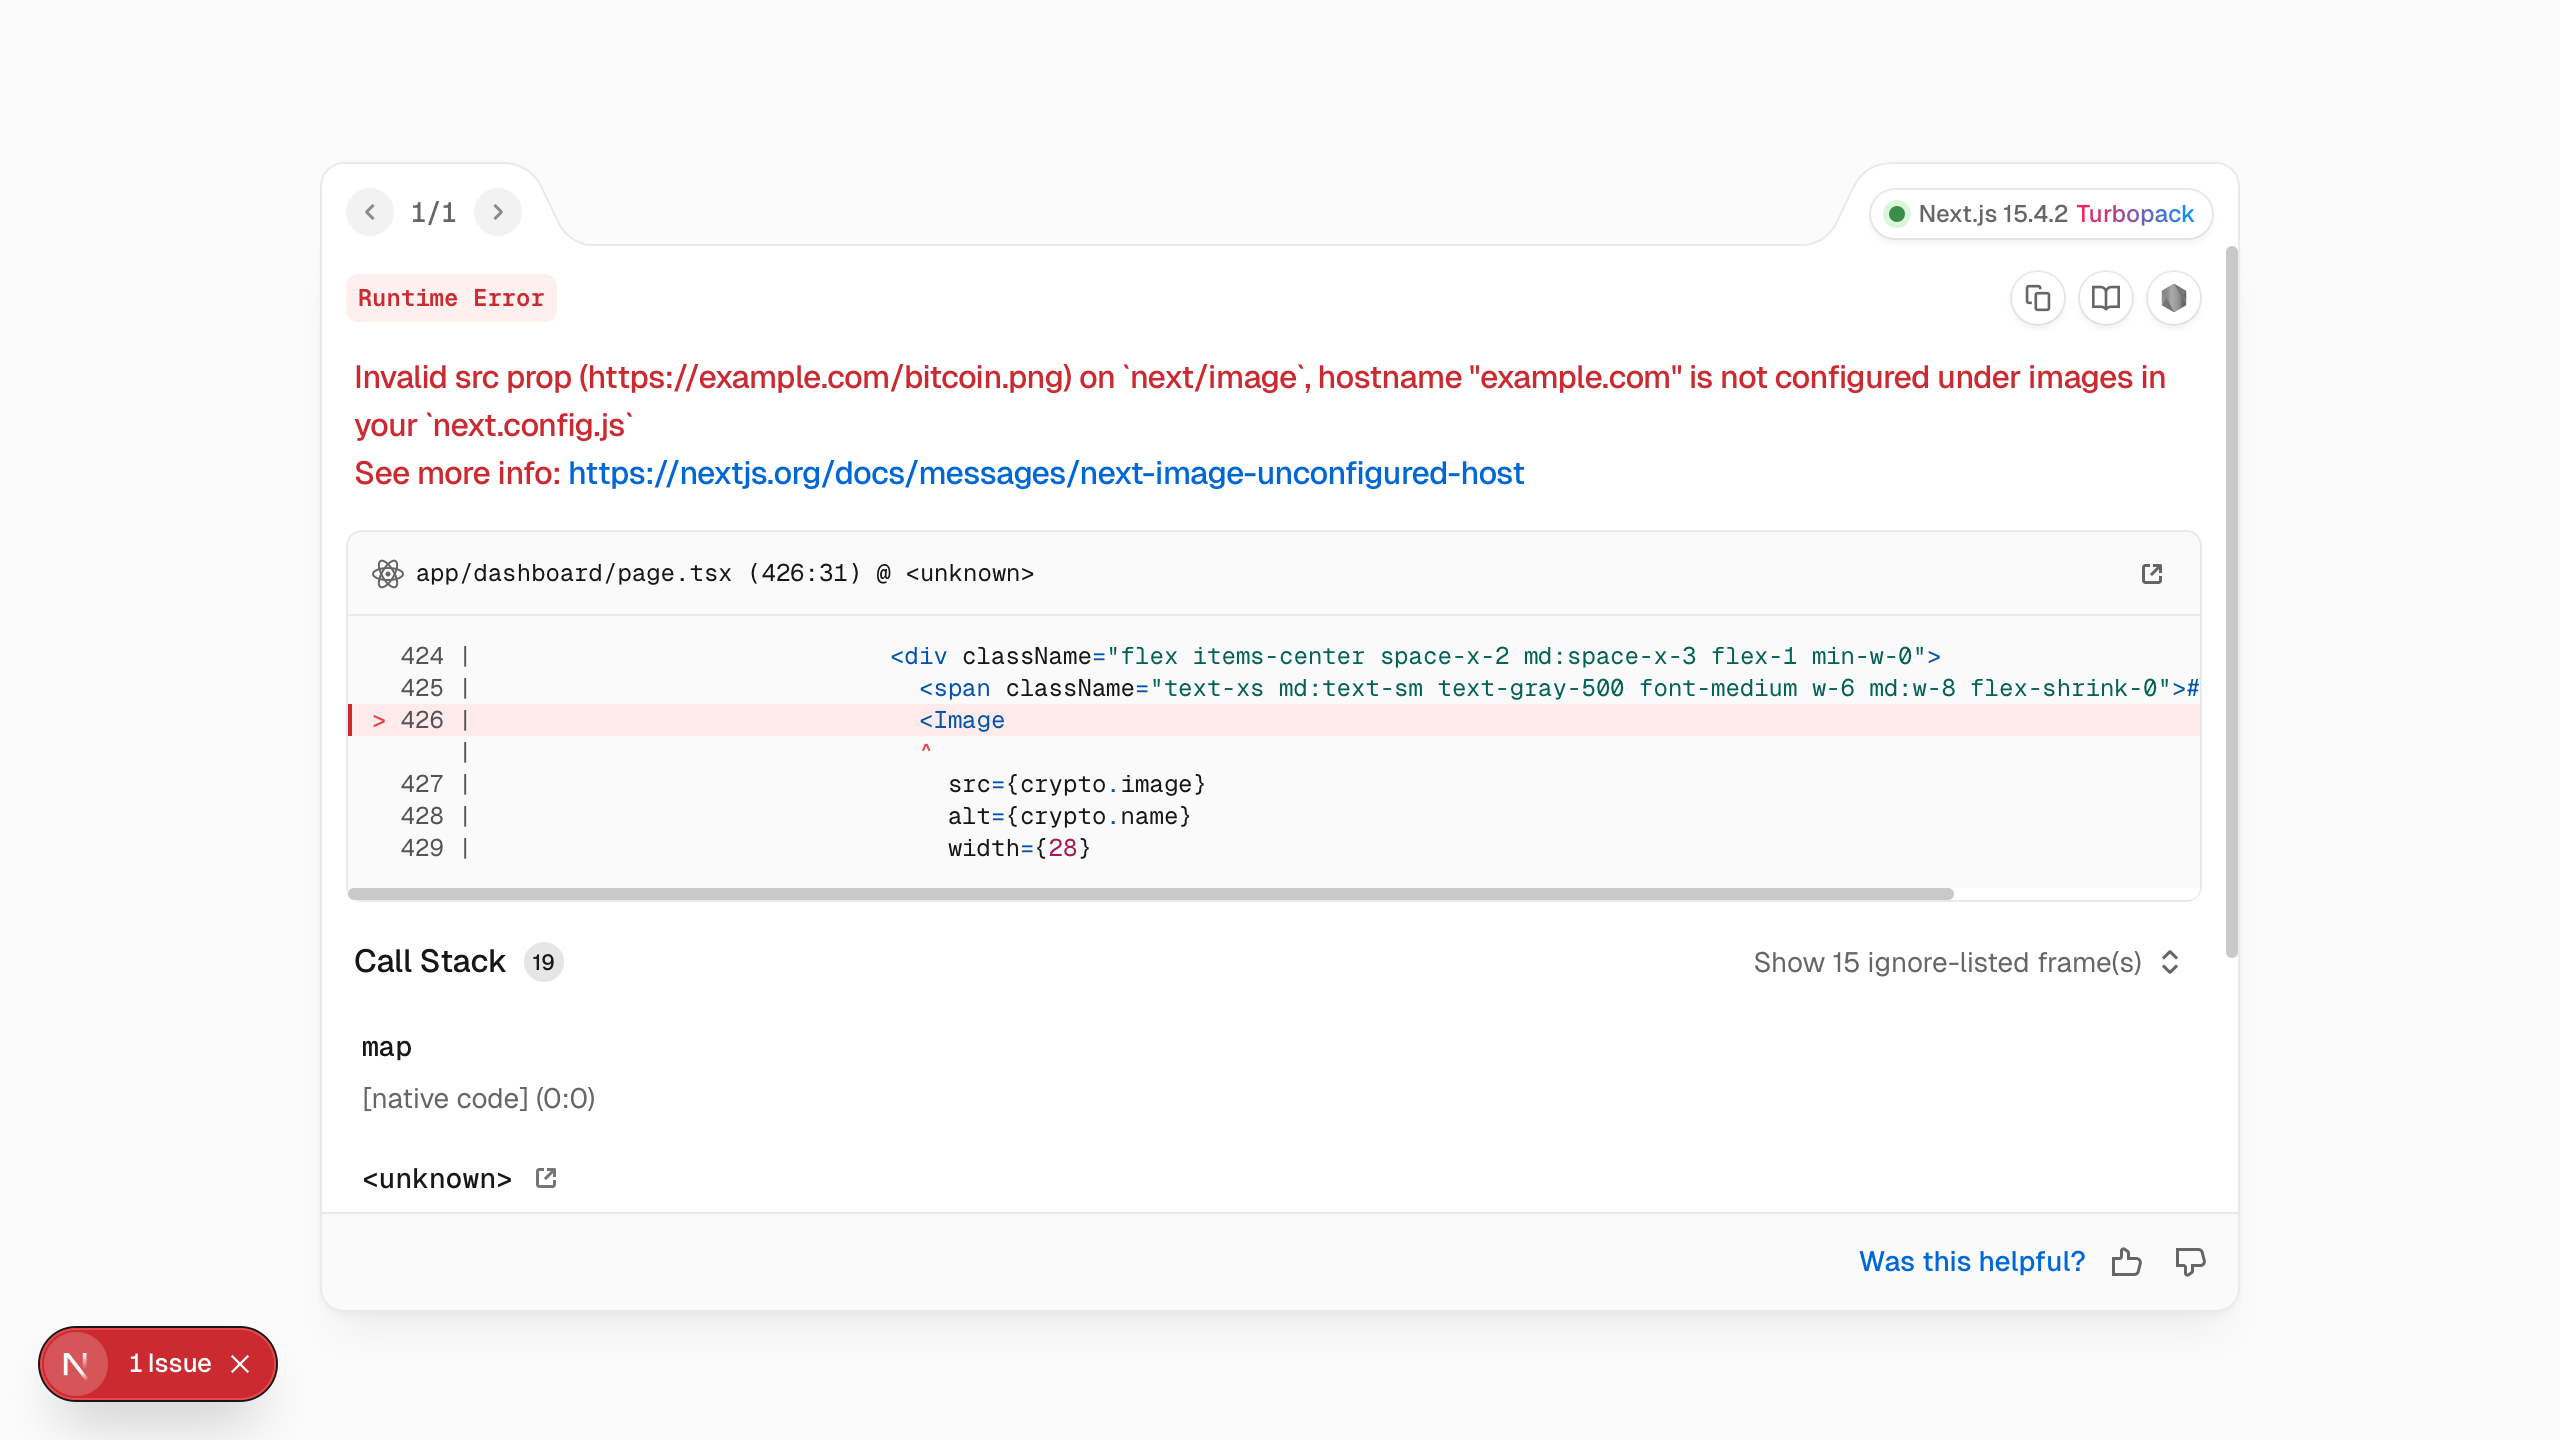 1/1
Next.js 15.4.2 Turbopack
Runtime Error
Invalid src prop (https://example.com/bitcoin.png) on `next/image`, hostname "example.com" is not configured under images in
your `next.config.js`
See more info: https://nextjs.org/docs/messages/next-image-unconfigured-host
app/dashboard/page.tsx (426:31) @ <unknown>
424 | <div className="flex items-center space-x-2 md:space-x-3 flex-1 min-w-0">
425 | <span className="text-xs md:text-sm text-gray-500 font-medium w-6 md:w-8 flex-shrink-0">#
> 426 | <Image
| ^
427 | src={crypto.image}
428 | alt={crypto.name}
429 | width={28}
Call Stack 19
Show 15 ignore-listed frame(s)
map
[native code] (0:0)
<unknown>
Was this helpful?
N 1 Issue